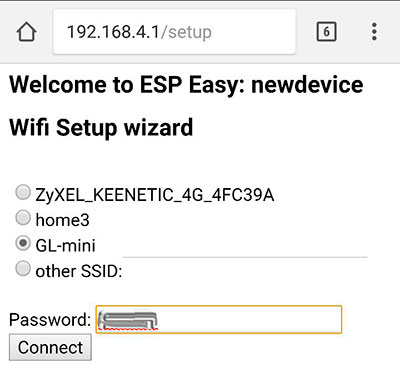 192.168.4.1/setup
6
Welcome to ESP Easy: newdevice
Wifi Setup wizard
ZyXEL_KEENETIC_4G_4FC39A
home3
GL-mini
other SSID:
Password:
Connect